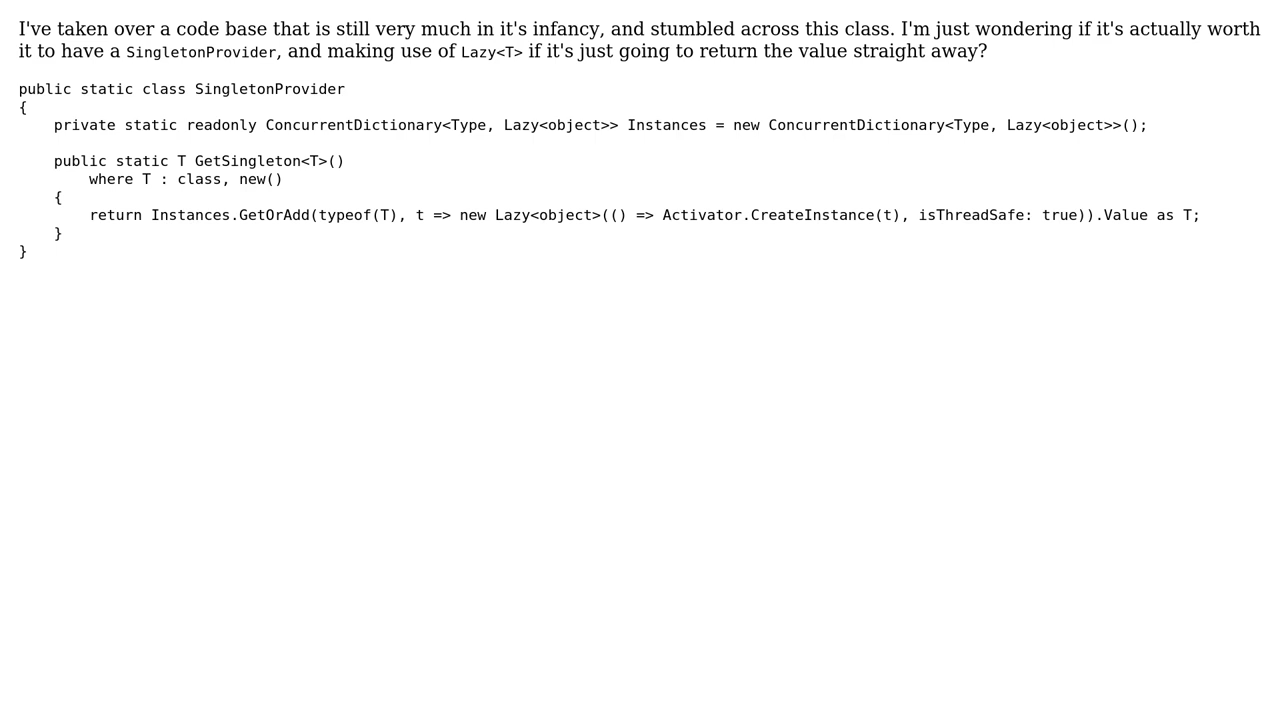 I've taken over a code base that is still very much in it's infancy, and stumbled across this class. I'm just wondering if it's actually worth
it to have a SingletonProvider, and making use of Lazy<T> if it's just going to return the value straight away?
public static class SingletonProvider
{
    private static readonly ConcurrentDictionary<Type, Lazy<object>> Instances = new ConcurrentDictionary<Type, Lazy<object>>();
    public static T GetSingleton<T>()
        where T : class, new()
    {
        return Instances.GetOrAdd(typeof(T), t => new Lazy<object>(() => Activator.CreateInstance(t), isThreadSafe: true)).Value as T;
    }
}